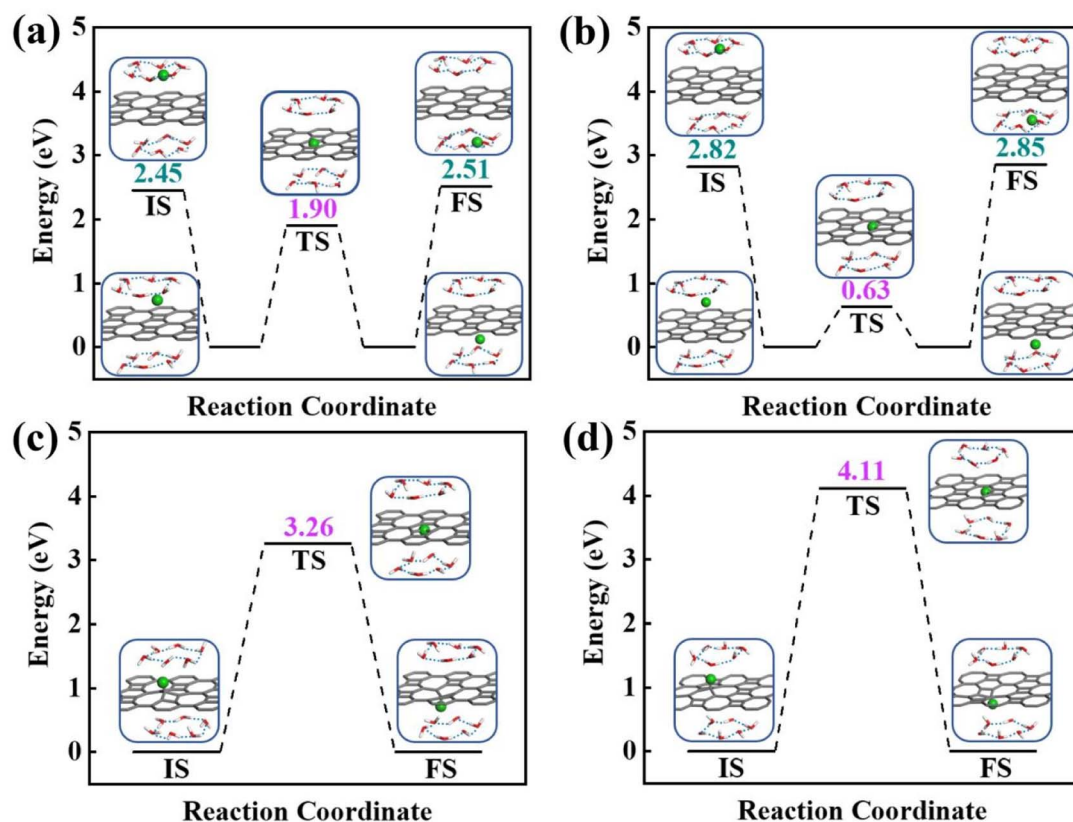 (a)
5
4
3
2
1
0
Energy (eV)
2.45
IS
1.90
TS
2.51
FS
Reaction Coordinate
(b)
5
4
3
2
1
0
Energy (eV)
2.82
IS
0.63
TS
2.85
FS
Reaction Coordinate
(c)
5
4
3
2
1
0
Energy (eV)
3.26
TS
IS
FS
Reaction Coordinate
(d)
5
4
3
2
1
0
Energy (eV)
4.11
TS
IS
FS
Reaction Coordinate